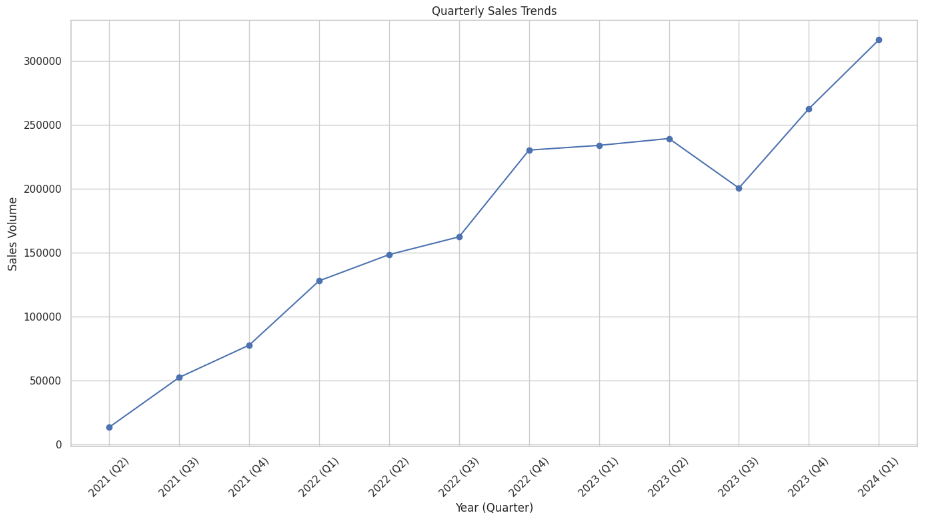 Quarterly Sales Trends
300000
250000
200000
150000
100000
50000
0
Sales Volume
2021 (Q2)
2021 (Q3)
2021 (Q4)
2022 (Q1)
2022 (Q2)
2022 (Q3)
2022 (Q4)
2023 (Q1)
2023 (Q2)
2023 (Q3)
2023 (Q4)
2024 (Q1)
Year (Quarter)